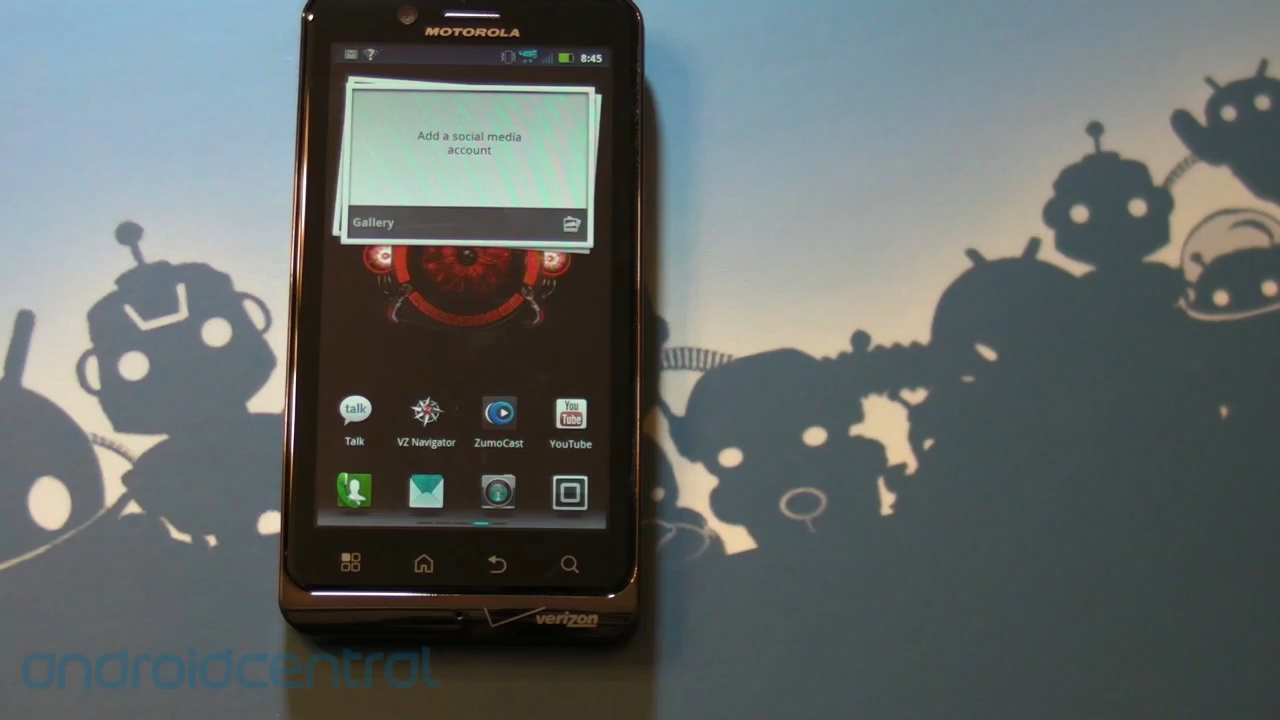 MOTOROLA
8:45
Add a social media
account
Gallery
talk
You
Tube
Talk
VZ Navigator
ZumoCast
YouTube
verizon
androidcentral